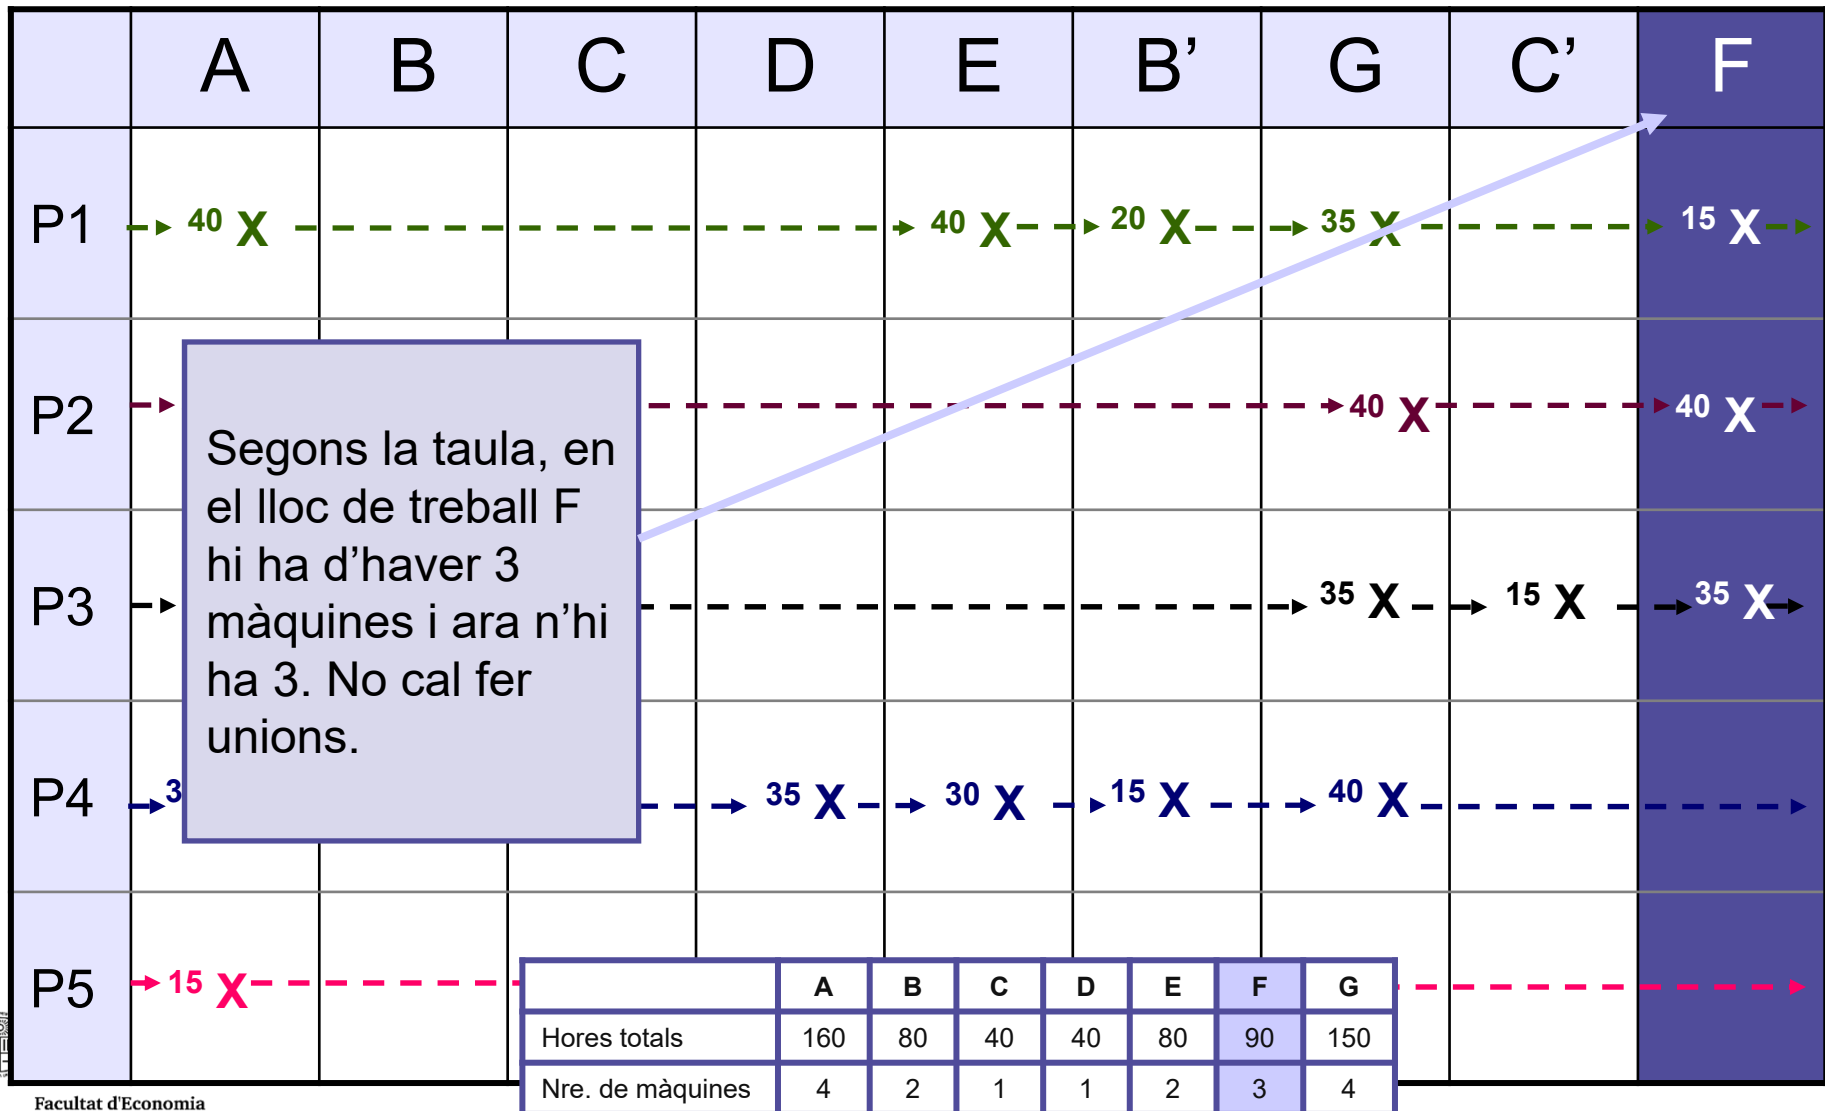 A B C D E B’ G C’ F
P1 40 X 40 X 20 X 35 X 15 X
P2 40 X 40 X
Segons la taula, en
el lloc de treball F
hi ha d’haver 3
màquines i ara n’hi
ha 3. No cal fer
unions.
P3 35 X 15 X 35 X
P4 3 35 X 30 X 15 X 40 X
P5 15 X
A B C D E F G
Hores totals 160 80 40 40 80 90 150
Nre. de màquines 4 2 1 1 2 3 4
Facultat d'Economia